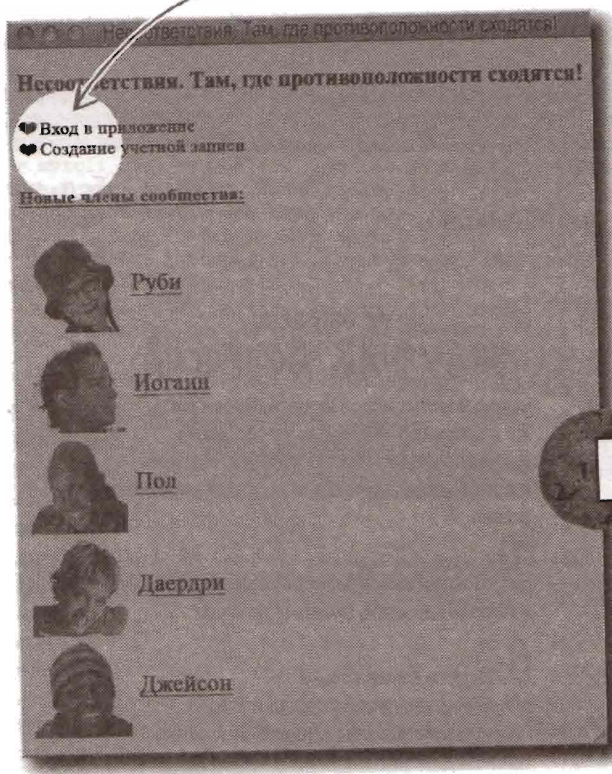 Несоответствия. Там, где противоположности сходятся!
Несоответствия. Там, где противоположности сходятся!
Вход в приложение
Создание учетной записи
Новые члены сообщества:
Руби
Иоганн
Пол
Даердри
Джейсон